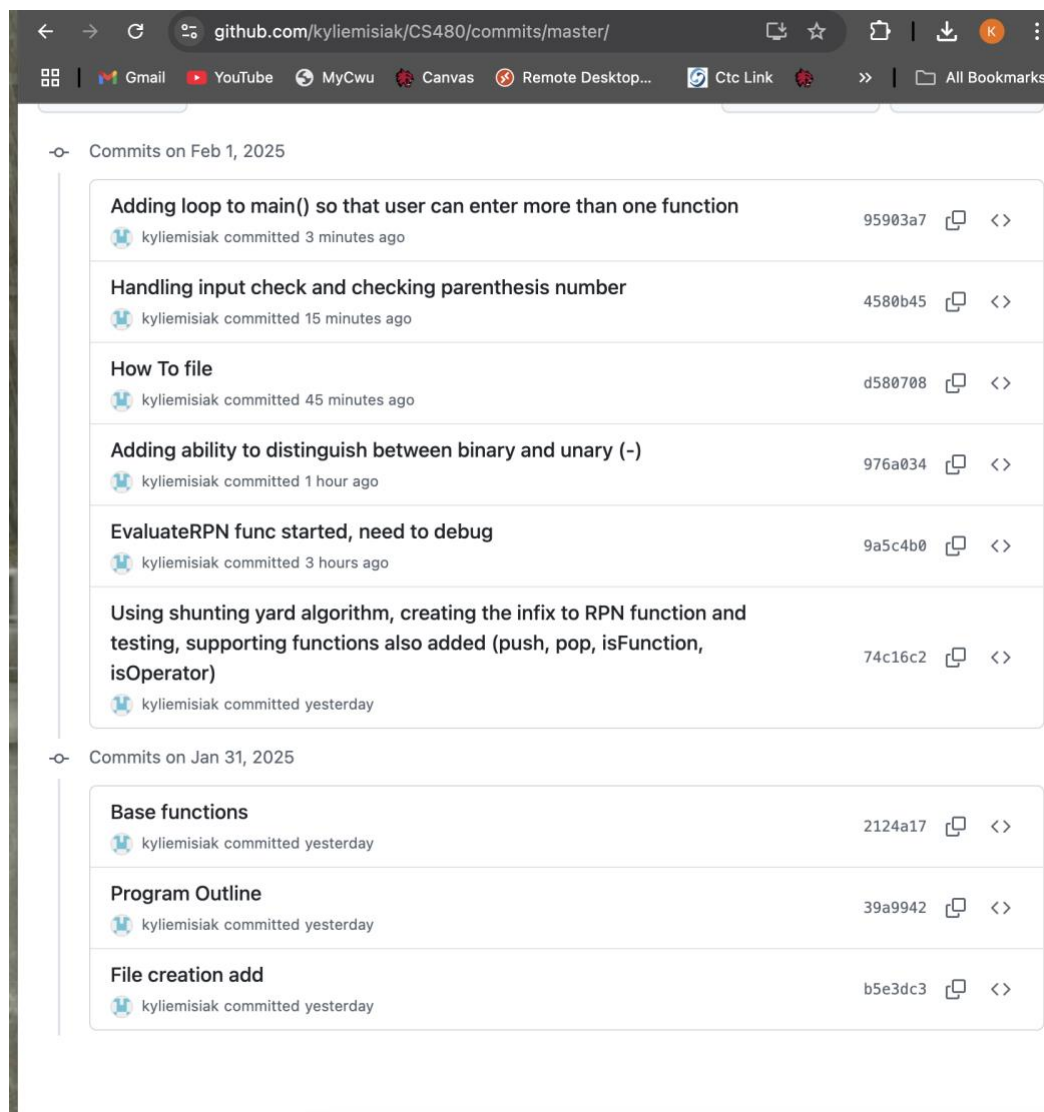 github.com/kyliemisiak/CS480/commits/master/
K
Gmail YouTube MyCwu Canvas Remote Desktop... Ctc Link » All Bookmarks
Commits on Feb 1, 2025
Adding loop to main() so that user can enter more than one function
kyliemisiak committed 3 minutes ago
95903a7
Handling input check and checking parenthesis number
kyliemisiak committed 15 minutes ago
4580b45
How To file
kyliemisiak committed 45 minutes ago
d580708
Adding ability to distinguish between binary and unary (-)
kyliemisiak committed 1 hour ago
976a034
EvaluateRPN func started, need to debug
kyliemisiak committed 3 hours ago
9a5c4b0
Using shunting yard algorithm, creating the infix to RPN function and
testing, supporting functions also added (push, pop, isFunction,
isOperator)
kyliemisiak committed yesterday
74c16c2
Commits on Jan 31, 2025
Base functions
kyliemisiak committed yesterday
2124a17
Program Outline
kyliemisiak committed yesterday
39a9942
File creation add
kyliemisiak committed yesterday
b5e3dc3